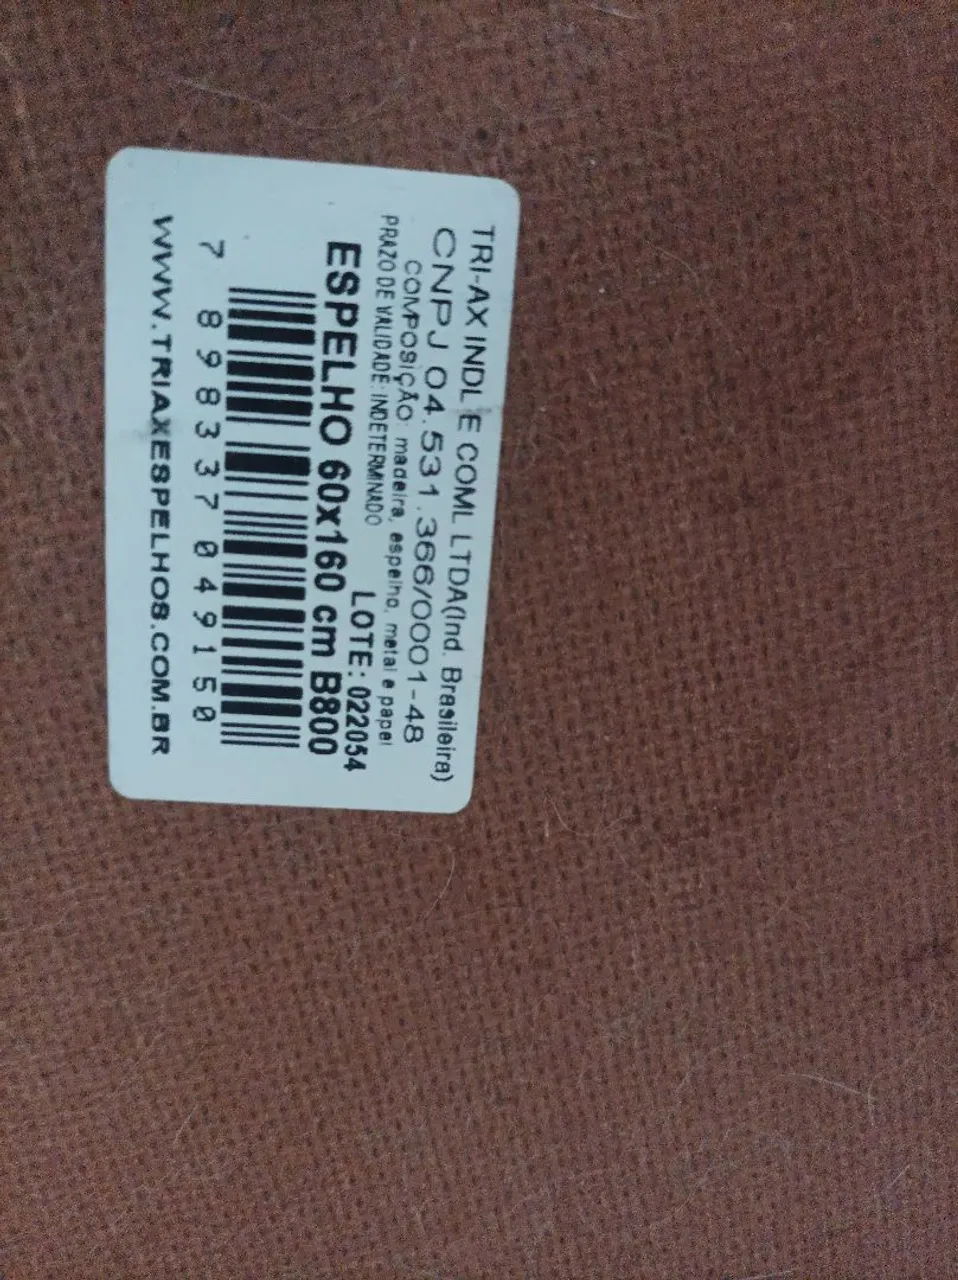 TRI-AX INDL E COML LTDA(Ind. Brasileira)
CNPJ 04.531.366/0001-48
COMPOSIÇÃO: madeira, espelho, metal e papel
PRAZO DE VALIDADE: INDETERMINADO
LOTE: 022054
ESPELHO 60x160 cm B800
7 898337 049150
WWW.TRIAXESPELHOS.COM.BR